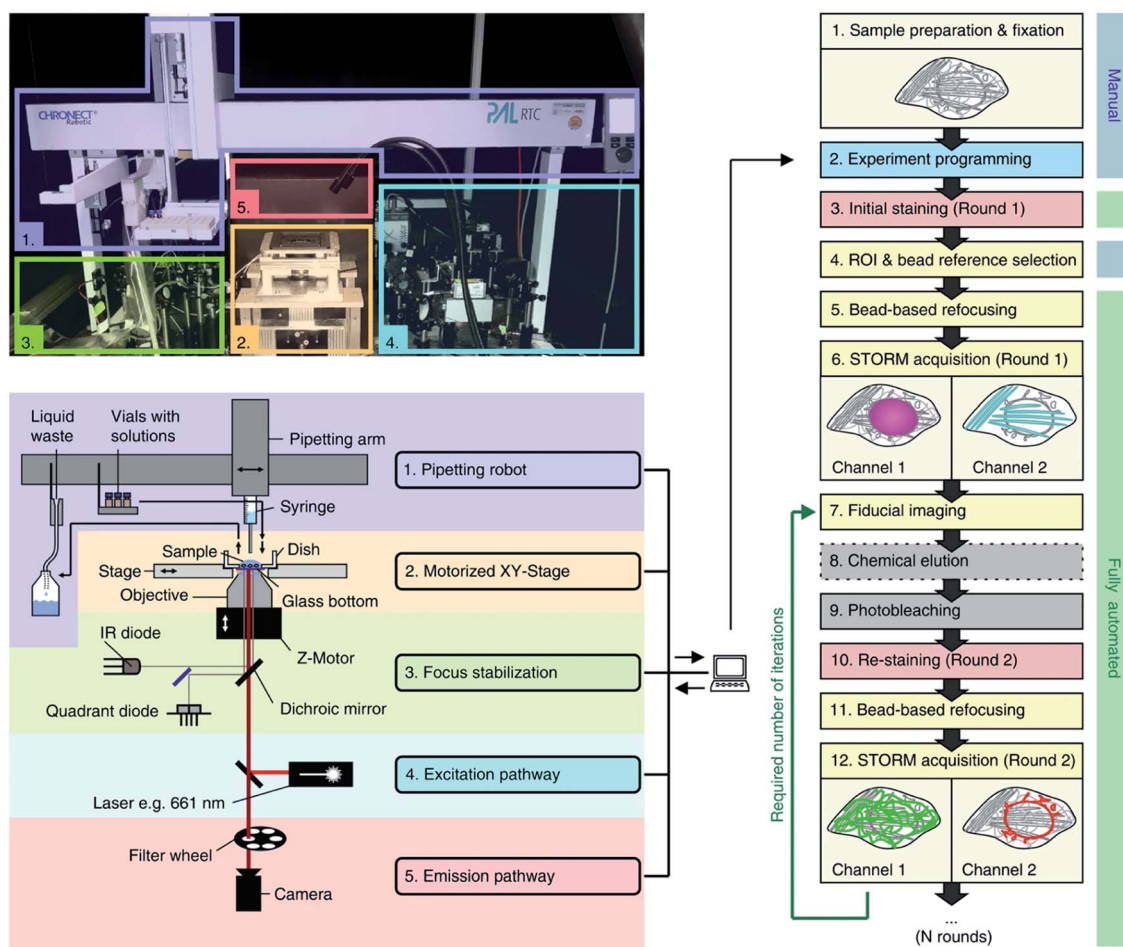 CHRONECT®
Robotic
PAL RTC
1.
5.
3.
2.
4.
Liquid
waste
Vials with
solutions
Pipetting arm
Syringe
Sample
Dish
Stage
Objective
Glass bottom
Z-Motor
IR diode
Quadrant diode
Dichroic mirror
Laser e.g. 661 nm
Filter wheel
Camera
1. Pipetting robot
2. Motorized XY-Stage
3. Focus stabilization
4. Excitation pathway
5. Emission pathway
1. Sample preparation & fixation
2. Experiment programming
3. Initial staining (Round 1)
4. ROI & bead reference selection
5. Bead-based refocusing
6. STORM acquisition (Round 1)
Channel 1
Channel 2
7. Fiducial imaging
8. Chemical elution
9. Photobleaching
10. Re-staining (Round 2)
11. Bead-based refocusing
12. STORM acquisition (Round 2)
Channel 1
Channel 2
...
(N rounds)
Required number of iterations
Manual
Fully automated